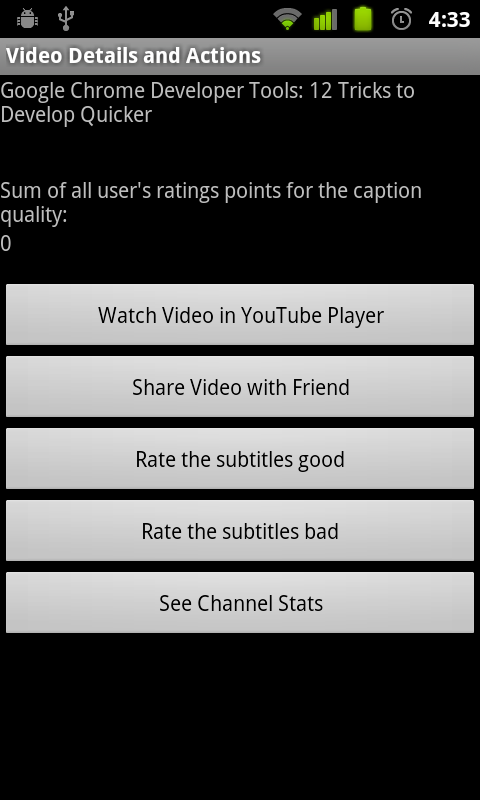 4:33
Video Details and Actions
Google Chrome Developer Tools: 12 Tricks to
Develop Quicker
Sum of all user's ratings points for the caption
quality:
0
Watch Video in YouTube Player
Share Video with Friend
Rate the subtitles good
Rate the subtitles bad
See Channel Stats